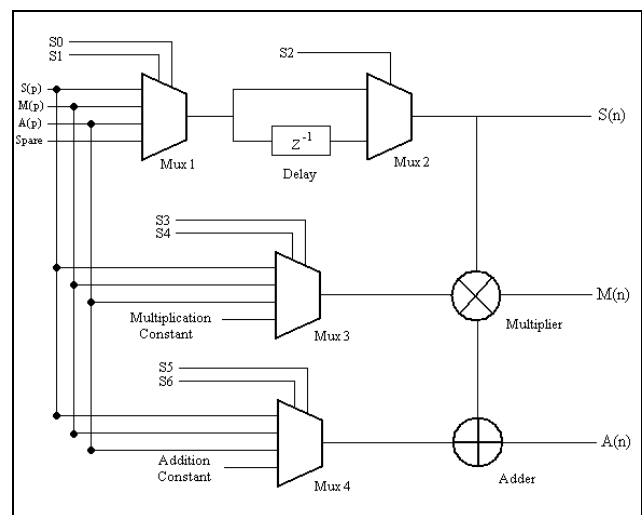 S0
S1
S2
S(p)
M(p)
A(p)
Spare
S(n)
Z⁻¹
Mux 1
Delay
Mux 2
S3
S4
M(n)
Multiplication
Constant
Mux 3
Multiplier
S5
S6
A(n)
Addition
Constant
Mux 4
Adder